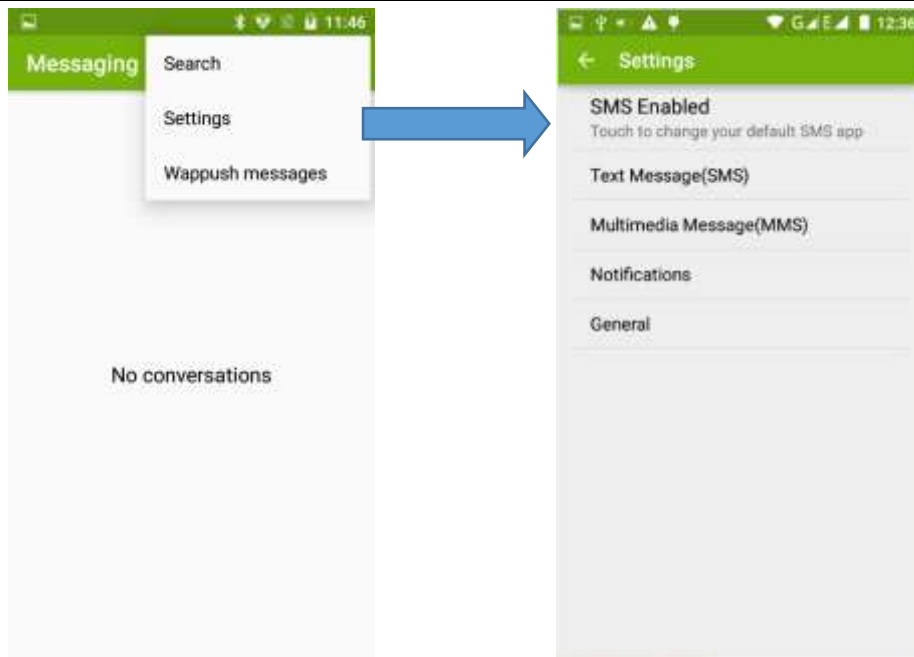 11:46
Messaging
Search
Settings
Wappush messages
No conversations
G E 12:36
Settings
SMS Enabled
Touch to change your default SMS app
Text Message(SMS)
Multimedia Message(MMS)
Notifications
General